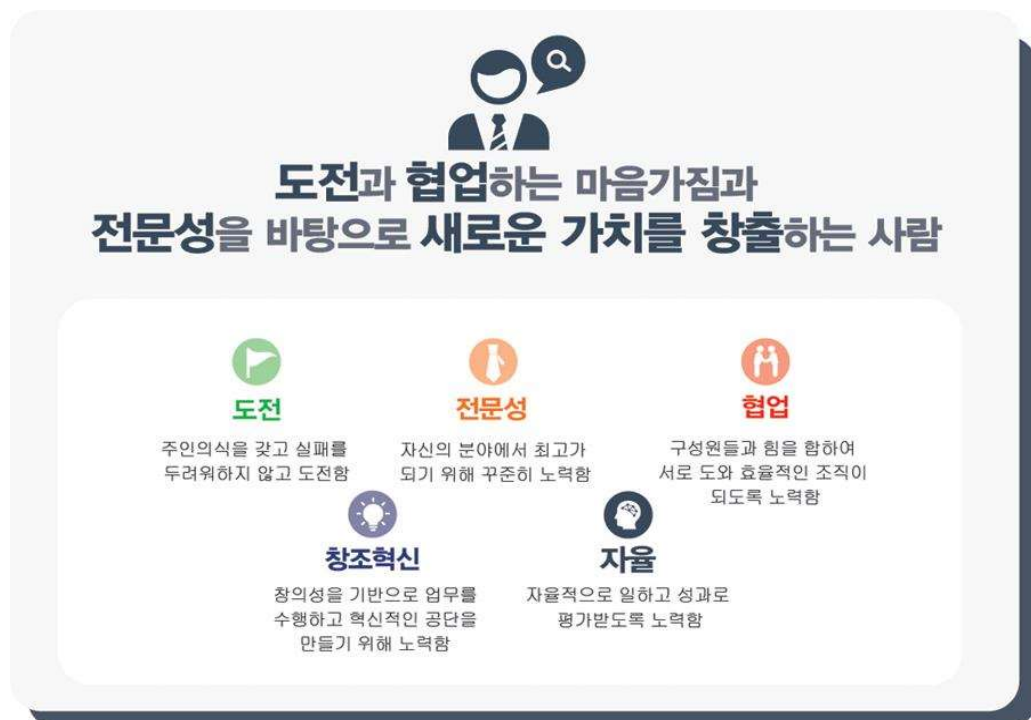 도전과 협업하는 마음가짐과
전문성을 바탕으로 새로운 가치를 창출하는 사람
도전
주인의식을 갖고 실패를
두려워하지 않고 도전함
전문성
자신의 분야에서 최고가
되기 위해 꾸준히 노력함
협업
구성원들과 힘을 합하여
서로 도와 효율적인 조직이
되도록 노력함
창조혁신
창의성을 기반으로 업무를
수행하고 혁신적인 공단을
만들기 위해 노력함
자율
자율적으로 일하고 성과로
평가받도록 노력함